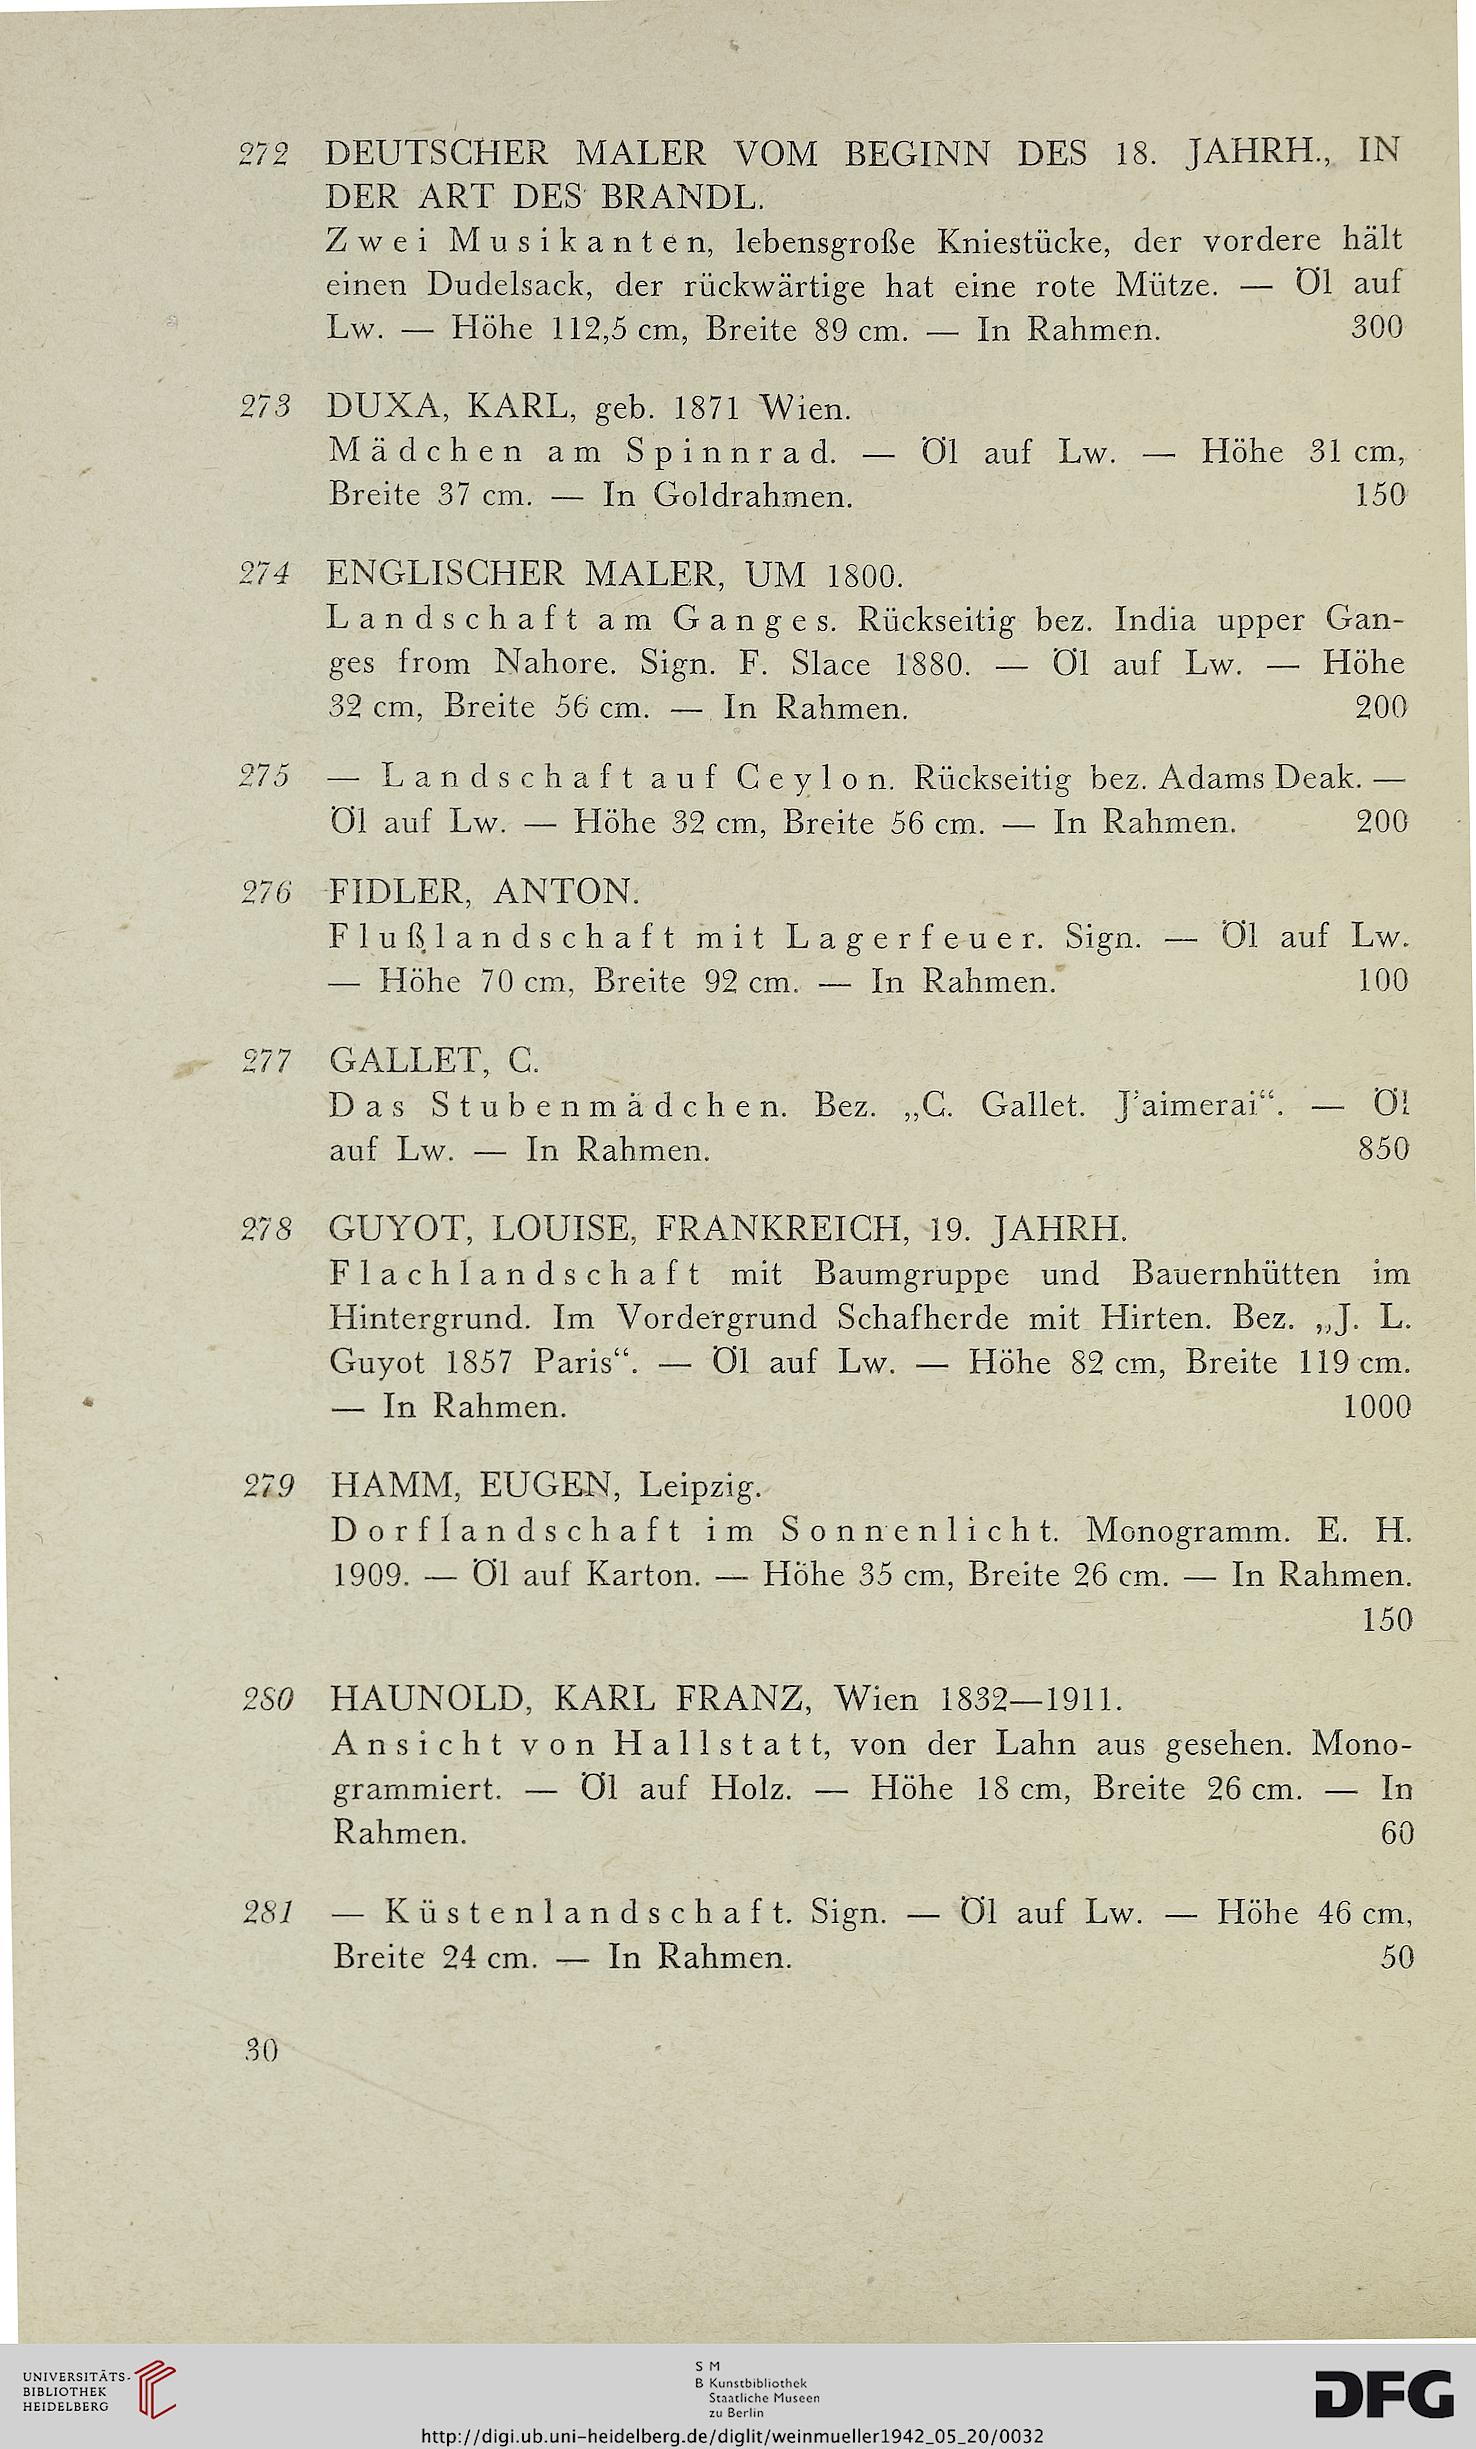 272 DEUTSCHER MALER VOM BEGINN DES 18. JAHRH., IN
DER ART DES BRANDL.
Zwei Musikanten, lebensgroße Kniestücke, der vordere hält
einen Dudelsack, der rückwärtige hat eine rote Mütze. — Öl auf
Lw. — Höhe 112,5 cm, Breite 89 cm. — In Rahmen. 300
273 DUXA, KARL, geb. 1871 Wien.
Mädchen am Spinnrad. — Öl auf Lw. — Höhe 31 cm,
Breite 37 cm. — In Goldrahmen. 150
274 ENGLISCHER MALER, UM 1800.
Landschaft am Ganges. Rückseitig bez. India upper Gan-
ges from Nahore. Sign. F. Slace 1880. — Öl auf Lw. — Höhe
32 cm, Breite 56 cm. — In Rahmen. 200
275 — Landschaft auf Ceylon. Rückseitig bez. Adams Deak. —
Öl auf Lw. — Höhe 32 cm, Breite 56 cm. — In Rahmen. 200
276 FIDLER, ANTON.
Flußlandschaft mit Lagerfeuer. Sign. — Öl auf Lw.
— Höhe 70 cm, Breite 92 cm. — In Rahmen. 100
277 GALLET, C.
Das Stubenmädchen. Bez. „C. Gallet. J'aimerai“. — Öl
auf Lw. — In Rahmen. 850
278 GUYOT, LOUISE, FRANKREICH, 19. JAHRH.
Flachlandschaft mit Baumgruppe und Bauernhütten im
Hintergrund. Im Vordergrund Schafherde mit Hirten. Bez. „J. L.
Guyot 1857 Paris“. — Öl auf Lw. — Höhe 82 cm, Breite 119 cm.
— In Rahmen. 1000
279 HAMM, EUGEN, Leipzig.
Dorflandschaft im Sonnenlicht. Monogramm. E. H.
1909. — Öl auf Karton. — Höhe 35 cm, Breite 26 cm. — In Rahmen.
150
280 HAUNOLD, KARL FRANZ, Wien 1832—1911.
Ansicht von Hallstatt, von der Lahn aus gesehen. Mono-
grammiert. — Öl auf Holz. — Höhe 18 cm, Breite 26 cm. — In
Rahmen. 60
281 — Küstenlandschaft. Sign. — Öl auf Lw. — Höhe 46 cm,
Breite 24 cm. — In Rahmen. 50
30
UNIVERSITÄTS-
BIBLIOTHEK
HEIDELBERG
S M
B Kunstbibliothek
Staatliche Museen
zu Berlin
DFG
http://digi.ub.uni-heidelberg.de/diglit/weinmueller1942_05_20/0032